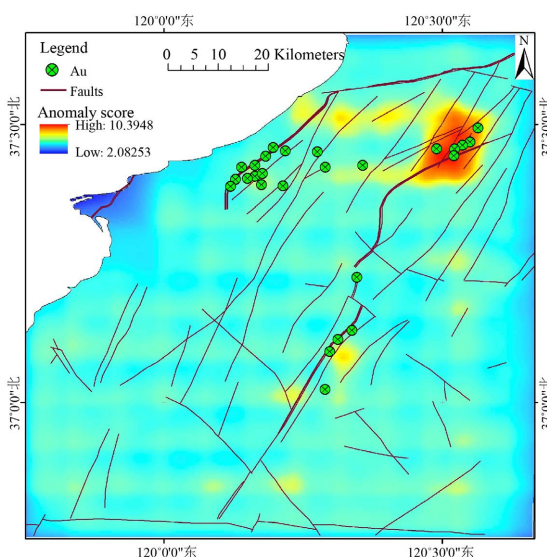 120°0'0"东
120°30'0"东
Legend
Au
Faults
Anomaly score
High: 10.3948
Low: 2.08253
0 10 20 Kilometers
N
37°30'0"北
37°30'0"北
37°0'0"北
37°0'0"北
120°0'0"东
120°30'0"东